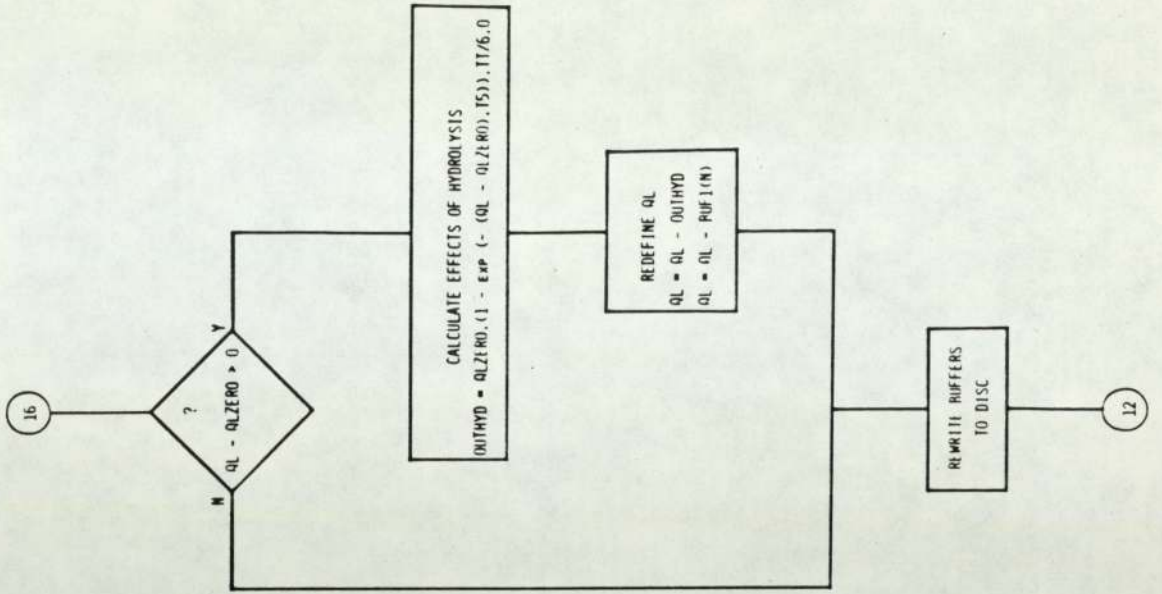 16
?
QL - QLZERO > 0
N
Y
CALCULATE EFFECTS OF HYDROLYSIS
OUTHYD = QLZERO.(1 - EXP (- (QL - QLZERO).T5)).TT/6.0
REDEFINE QL
QL = QL - OUTHYD
QL = QL - BUF1(N)
REWRITE BUFFERS
TO DISC
12